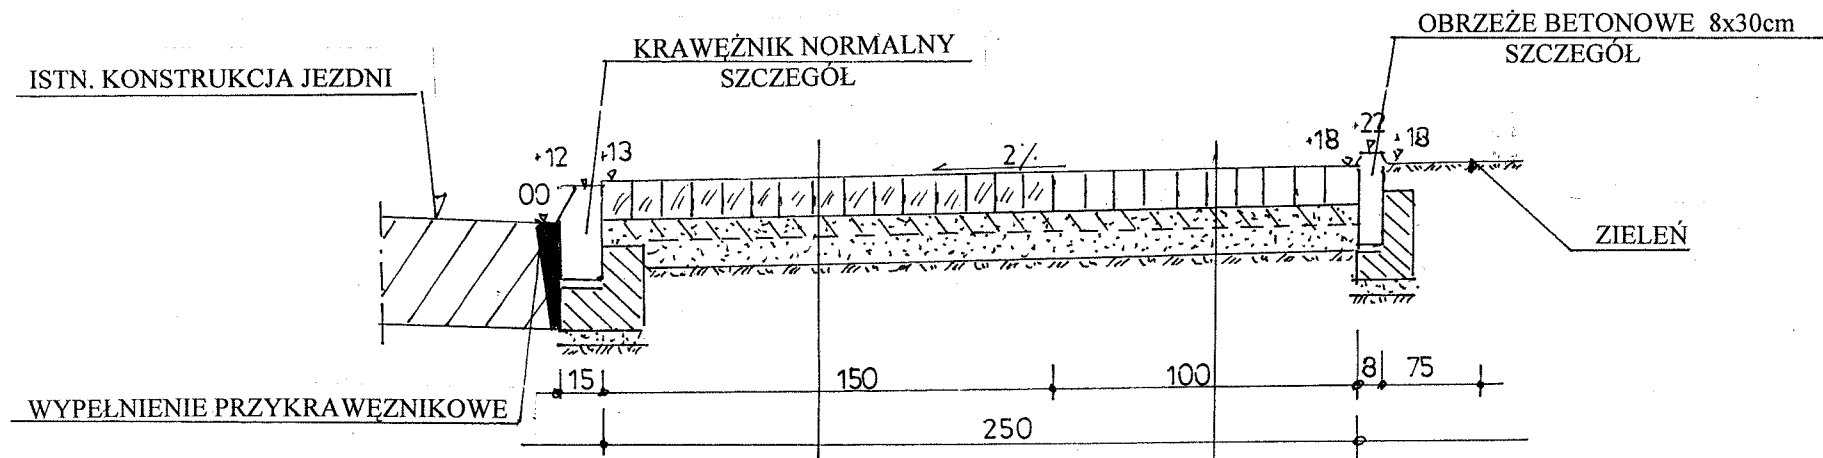 OBRZEŻE BETONOWE 8x30cm
SZCZEGÓŁ
KRAWĘŻNIK NORMALNY
SZCZEGÓŁ
ISTN. KONSTRUKCJA JEZDNI
+22
+18
+18
+12
+13
2%
00
ZIELEŃ
15
150
100
8
75
WYPEŁNIENIE PRZYKRAWĘZNIKOWE
250